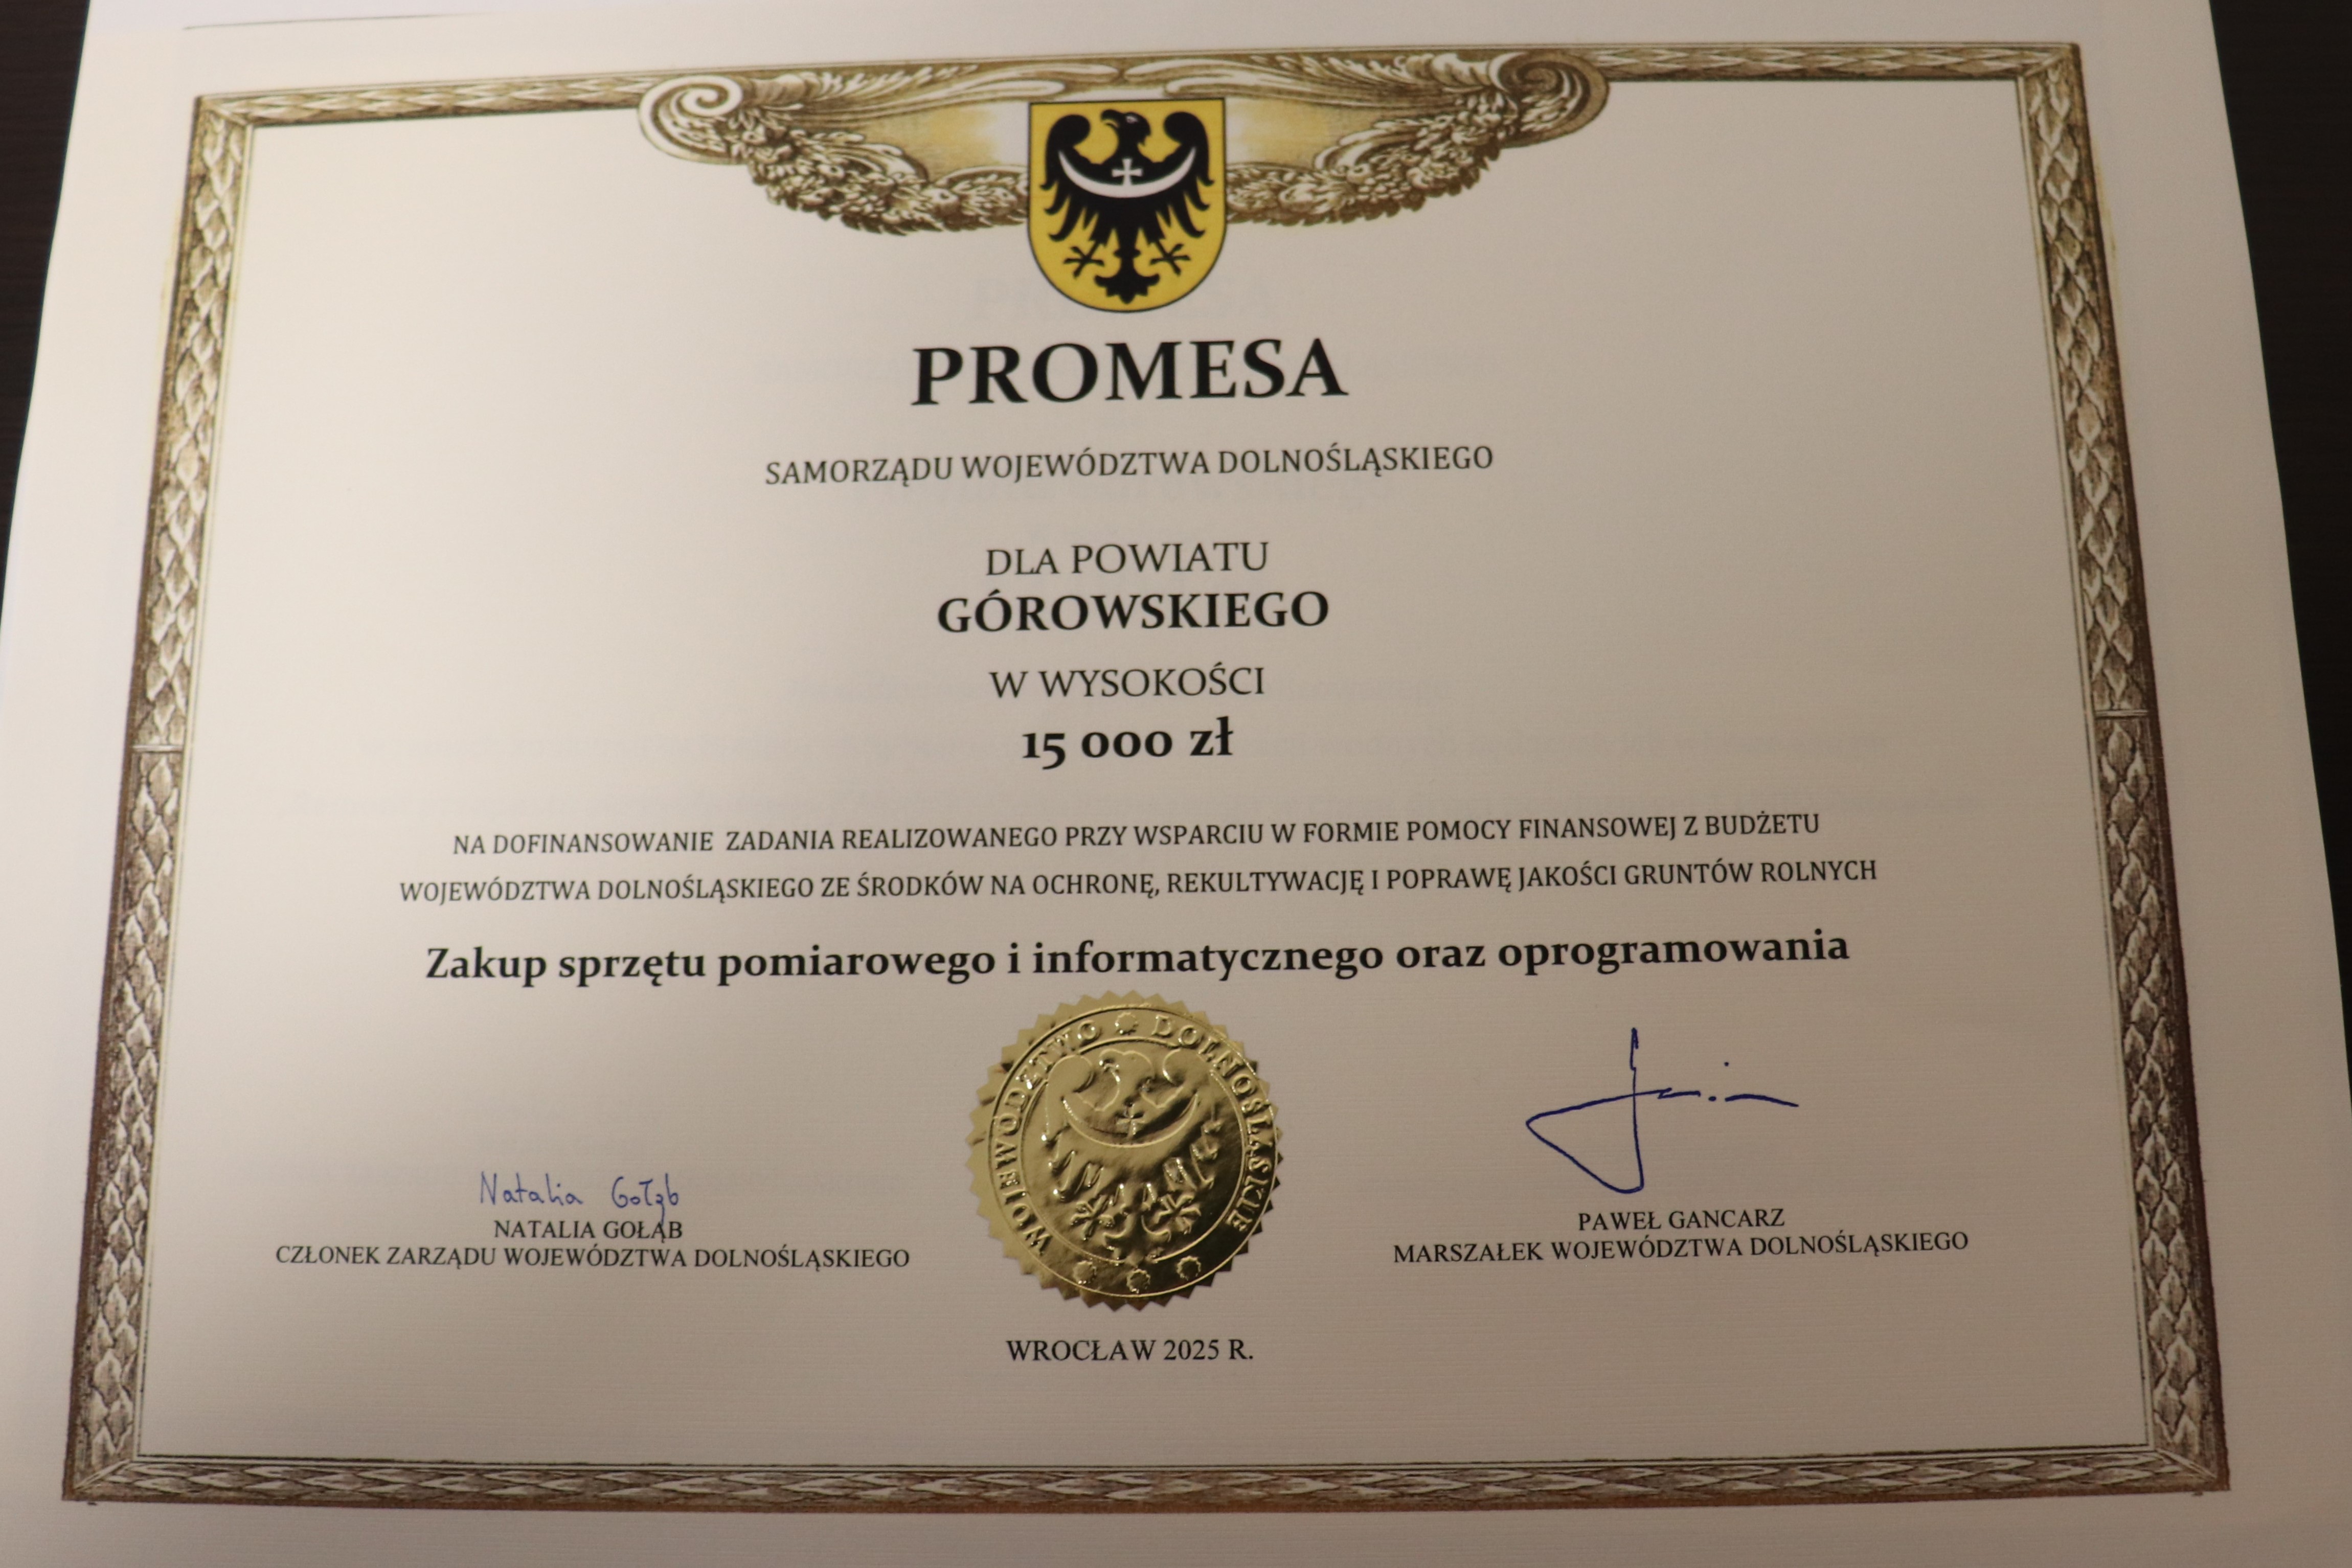 PROMESA
SAMORZĄDU WOJEWÓDZTWA DOLNOŚLĄSKIEGO
DLA POWIATU
GÓROWSKIEGO
W WYSOKOŚCI
15 000 zł
NA DOFINANSOWANIE ZADANIA REALIZOWANEGO PRZY WSPARCIU W FORMIE POMOCY FINANSOWEJ Z BUDŻETU
WOJEWÓDZTWA DOLNOŚLĄSKIEGO ZE ŚRODKÓW NA OCHRONĘ, REKULTYWACJĘ I POPRAWĘ JAKOŚCI GRUNTÓW ROLNYCH
Zakup sprzętu pomiarowego i informatycznego oraz oprogramowania
WOJEWÓDZTWO DOLNOŚLĄSKIE
Natalia Gołąb
NATALIA GOŁĄB
CZŁONEK ZARZĄDU WOJEWÓDZTWA DOLNOŚLĄSKIEGO
PAWEŁ GANCARZ
MARSZAŁEK WOJEWÓDZTWA DOLNOŚLĄSKIEGO
WROCŁAW 2025 R.